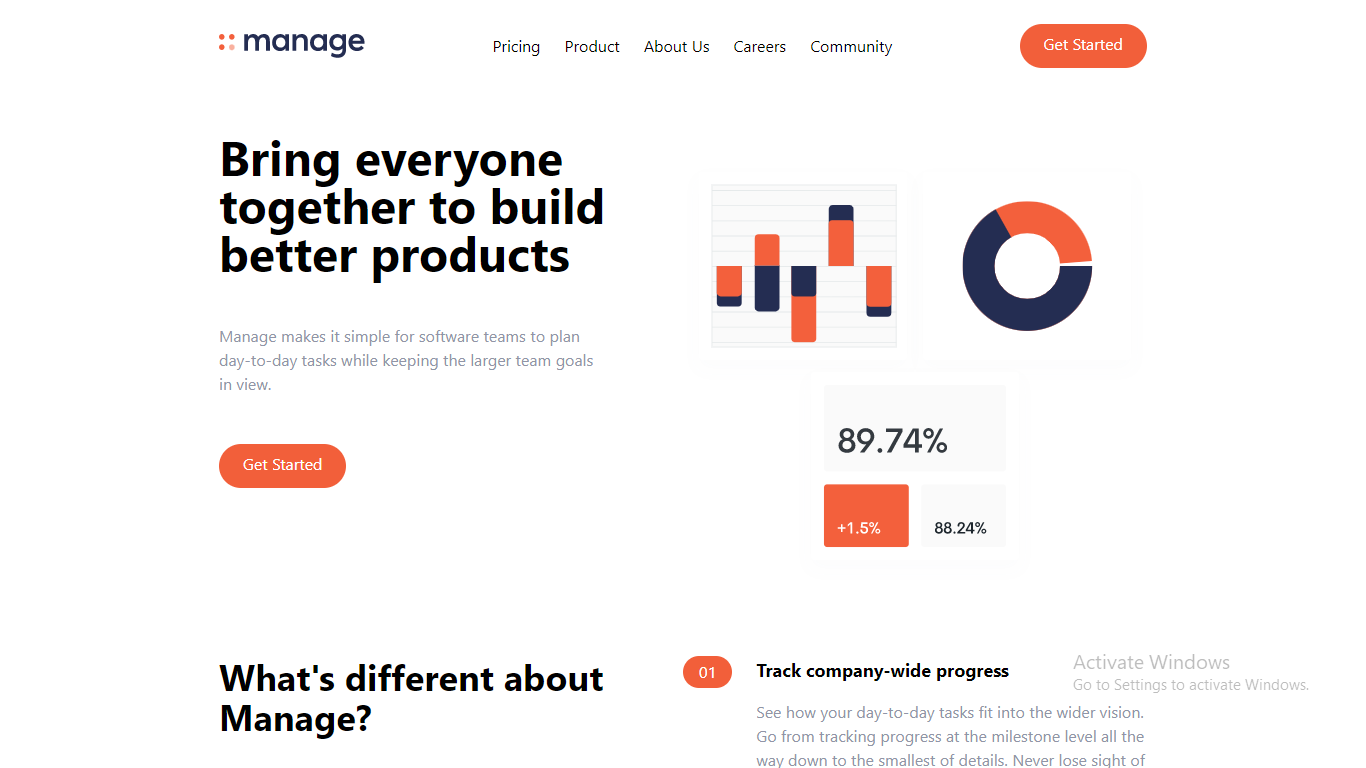 manage
Pricing Product About Us Careers Community
Get Started
Bring everyone
together to build
better products
Manage makes it simple for software teams to plan
day-to-day tasks while keeping the larger team goals
in view.
Get Started
89.74%
+1.5% 88.24%
What's different about
Manage?
01 Track company-wide progress
See how your day-to-day tasks fit into the wider vision.
Go from tracking progress at the milestone level all the
way down to the smallest of details. Never lose sight of
Activate Windows
Go to Settings to activate Windows.